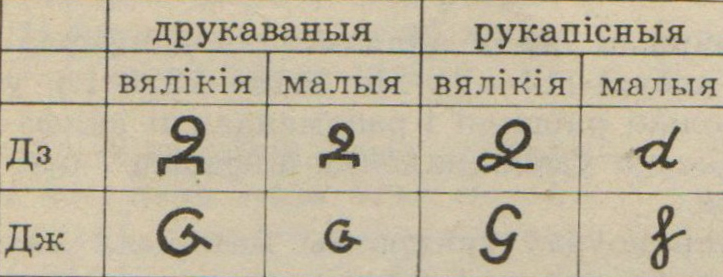 друкаваныя рукапісныя
вялікія малыя вялікія малыя
Дз
Дж